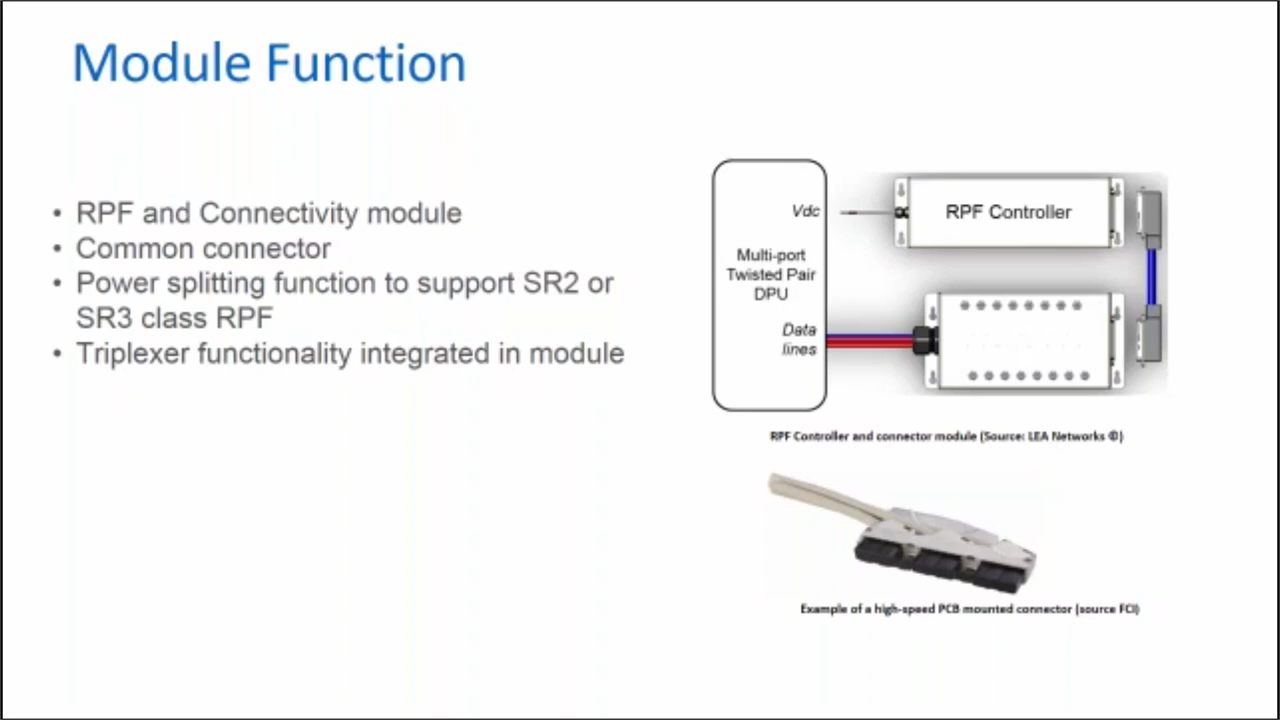 Module Function
• RPF and Connectivity module
• Common connector
• Power splitting function to support SR2 or
SR3 class RPF
• Triplexer functionality integrated in module
Vdc
RPF Controller
Multi-port
Twisted Pair
DPU
Data
lines
RPF Controller and connector module (Source: LEA Networks ©)
Example of a high-speed PCB mounted connector (source FCI)